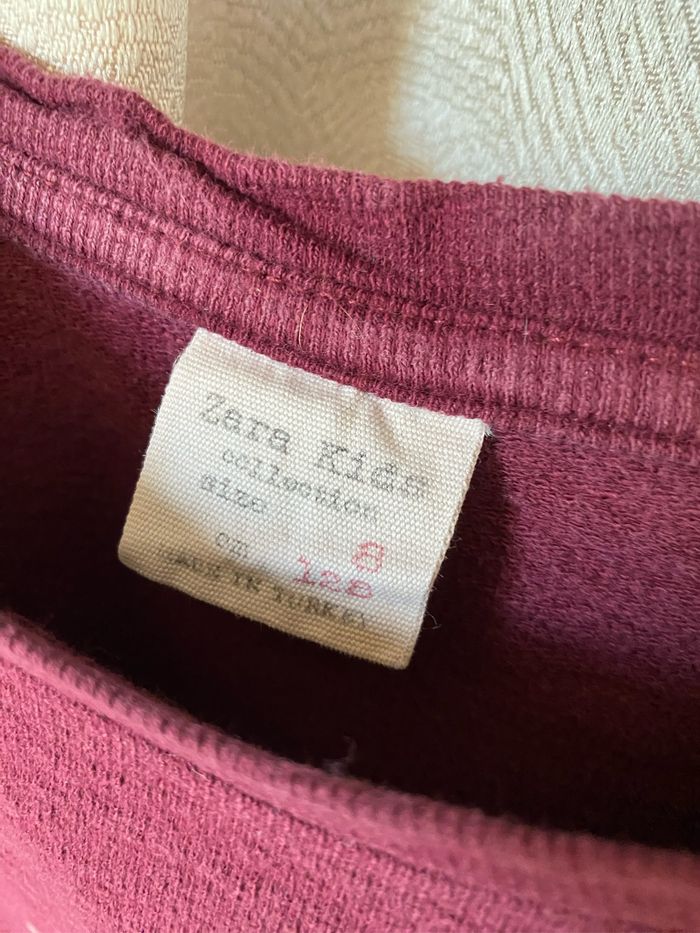 Zara Kids
collection
size 8
cm 128
MADE IN TURKEY